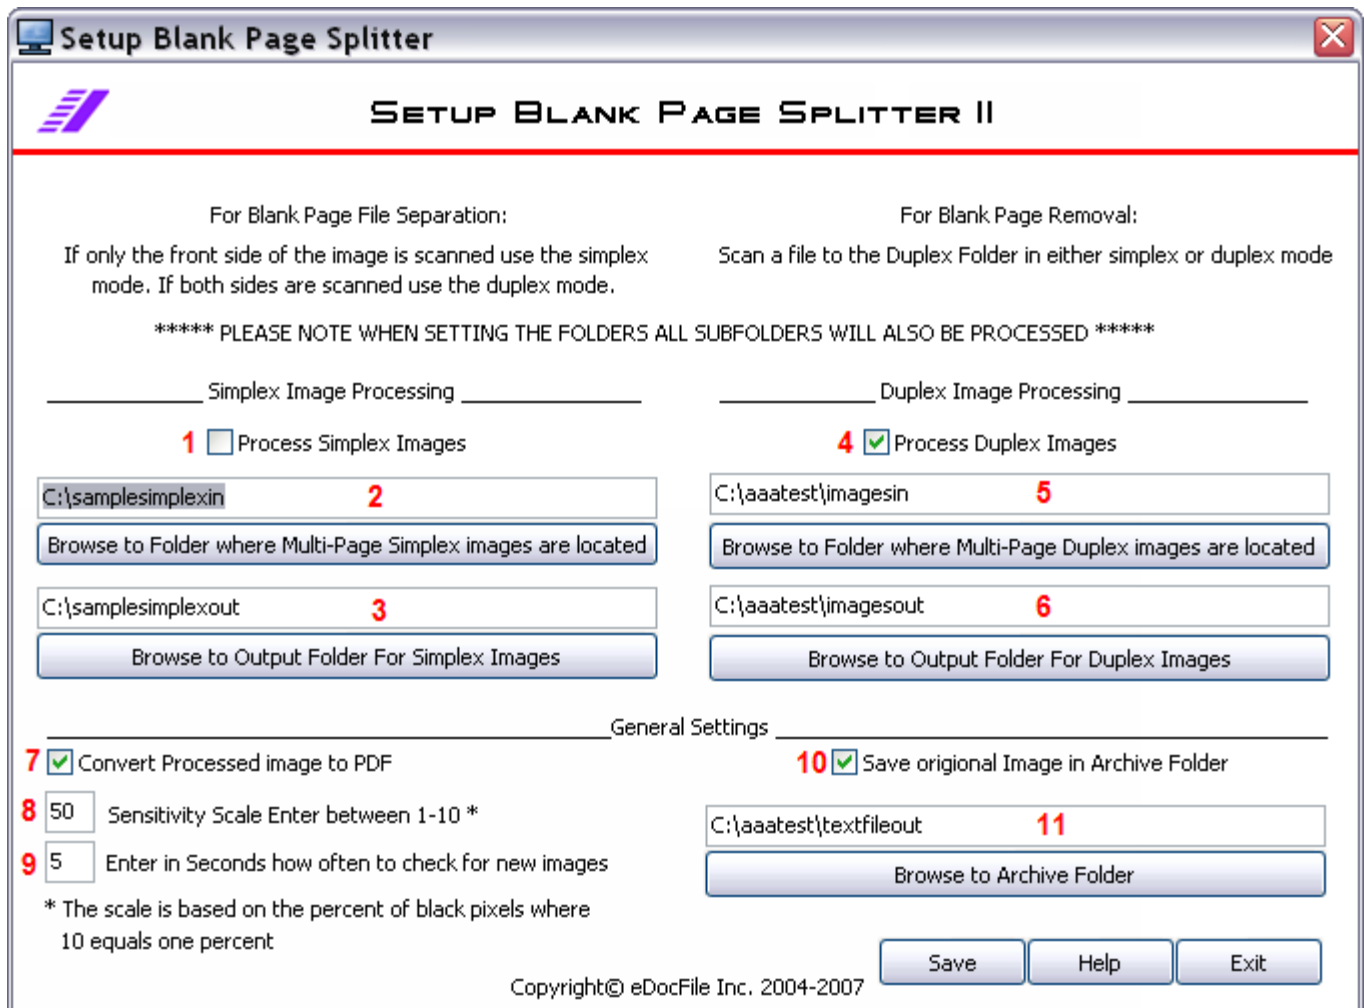 Setup Blank Page Splitter
SETUP BLANK PAGE SPLITTER II
For Blank Page File Separation:
If only the front side of the image is scanned use the simplex
mode. If both sides are scanned use the duplex mode.
For Blank Page Removal:
Scan a file to the Duplex Folder in either simplex or duplex mode
***** PLEASE NOTE WHEN SETTING THE FOLDERS ALL SUBFOLDERS WILL ALSO BE PROCESSED *****
Simplex Image Processing
1 Process Simplex Images
C:\samplesimplexin 2
Browse to Folder where Multi-Page Simplex images are located
C:\samplesimplexout 3
Browse to Output Folder For Simplex Images
Duplex Image Processing
4 Process Duplex Images
C:\aaatest\imagesin 5
Browse to Folder where Multi-Page Duplex images are located
C:\aaatest\imagesout 6
Browse to Output Folder For Duplex Images
General Settings
7 Convert Processed image to PDF
8 50 Sensitivity Scale Enter between 1-10 *
9 5 Enter in Seconds how often to check for new images
* The scale is based on the percent of black pixels where
10 equals one percent
10 Save origional Image in Archive Folder
C:\aaatest\textfileout 11
Browse to Archive Folder
Save Help Exit
Copyright© eDocFile Inc. 2004-2007